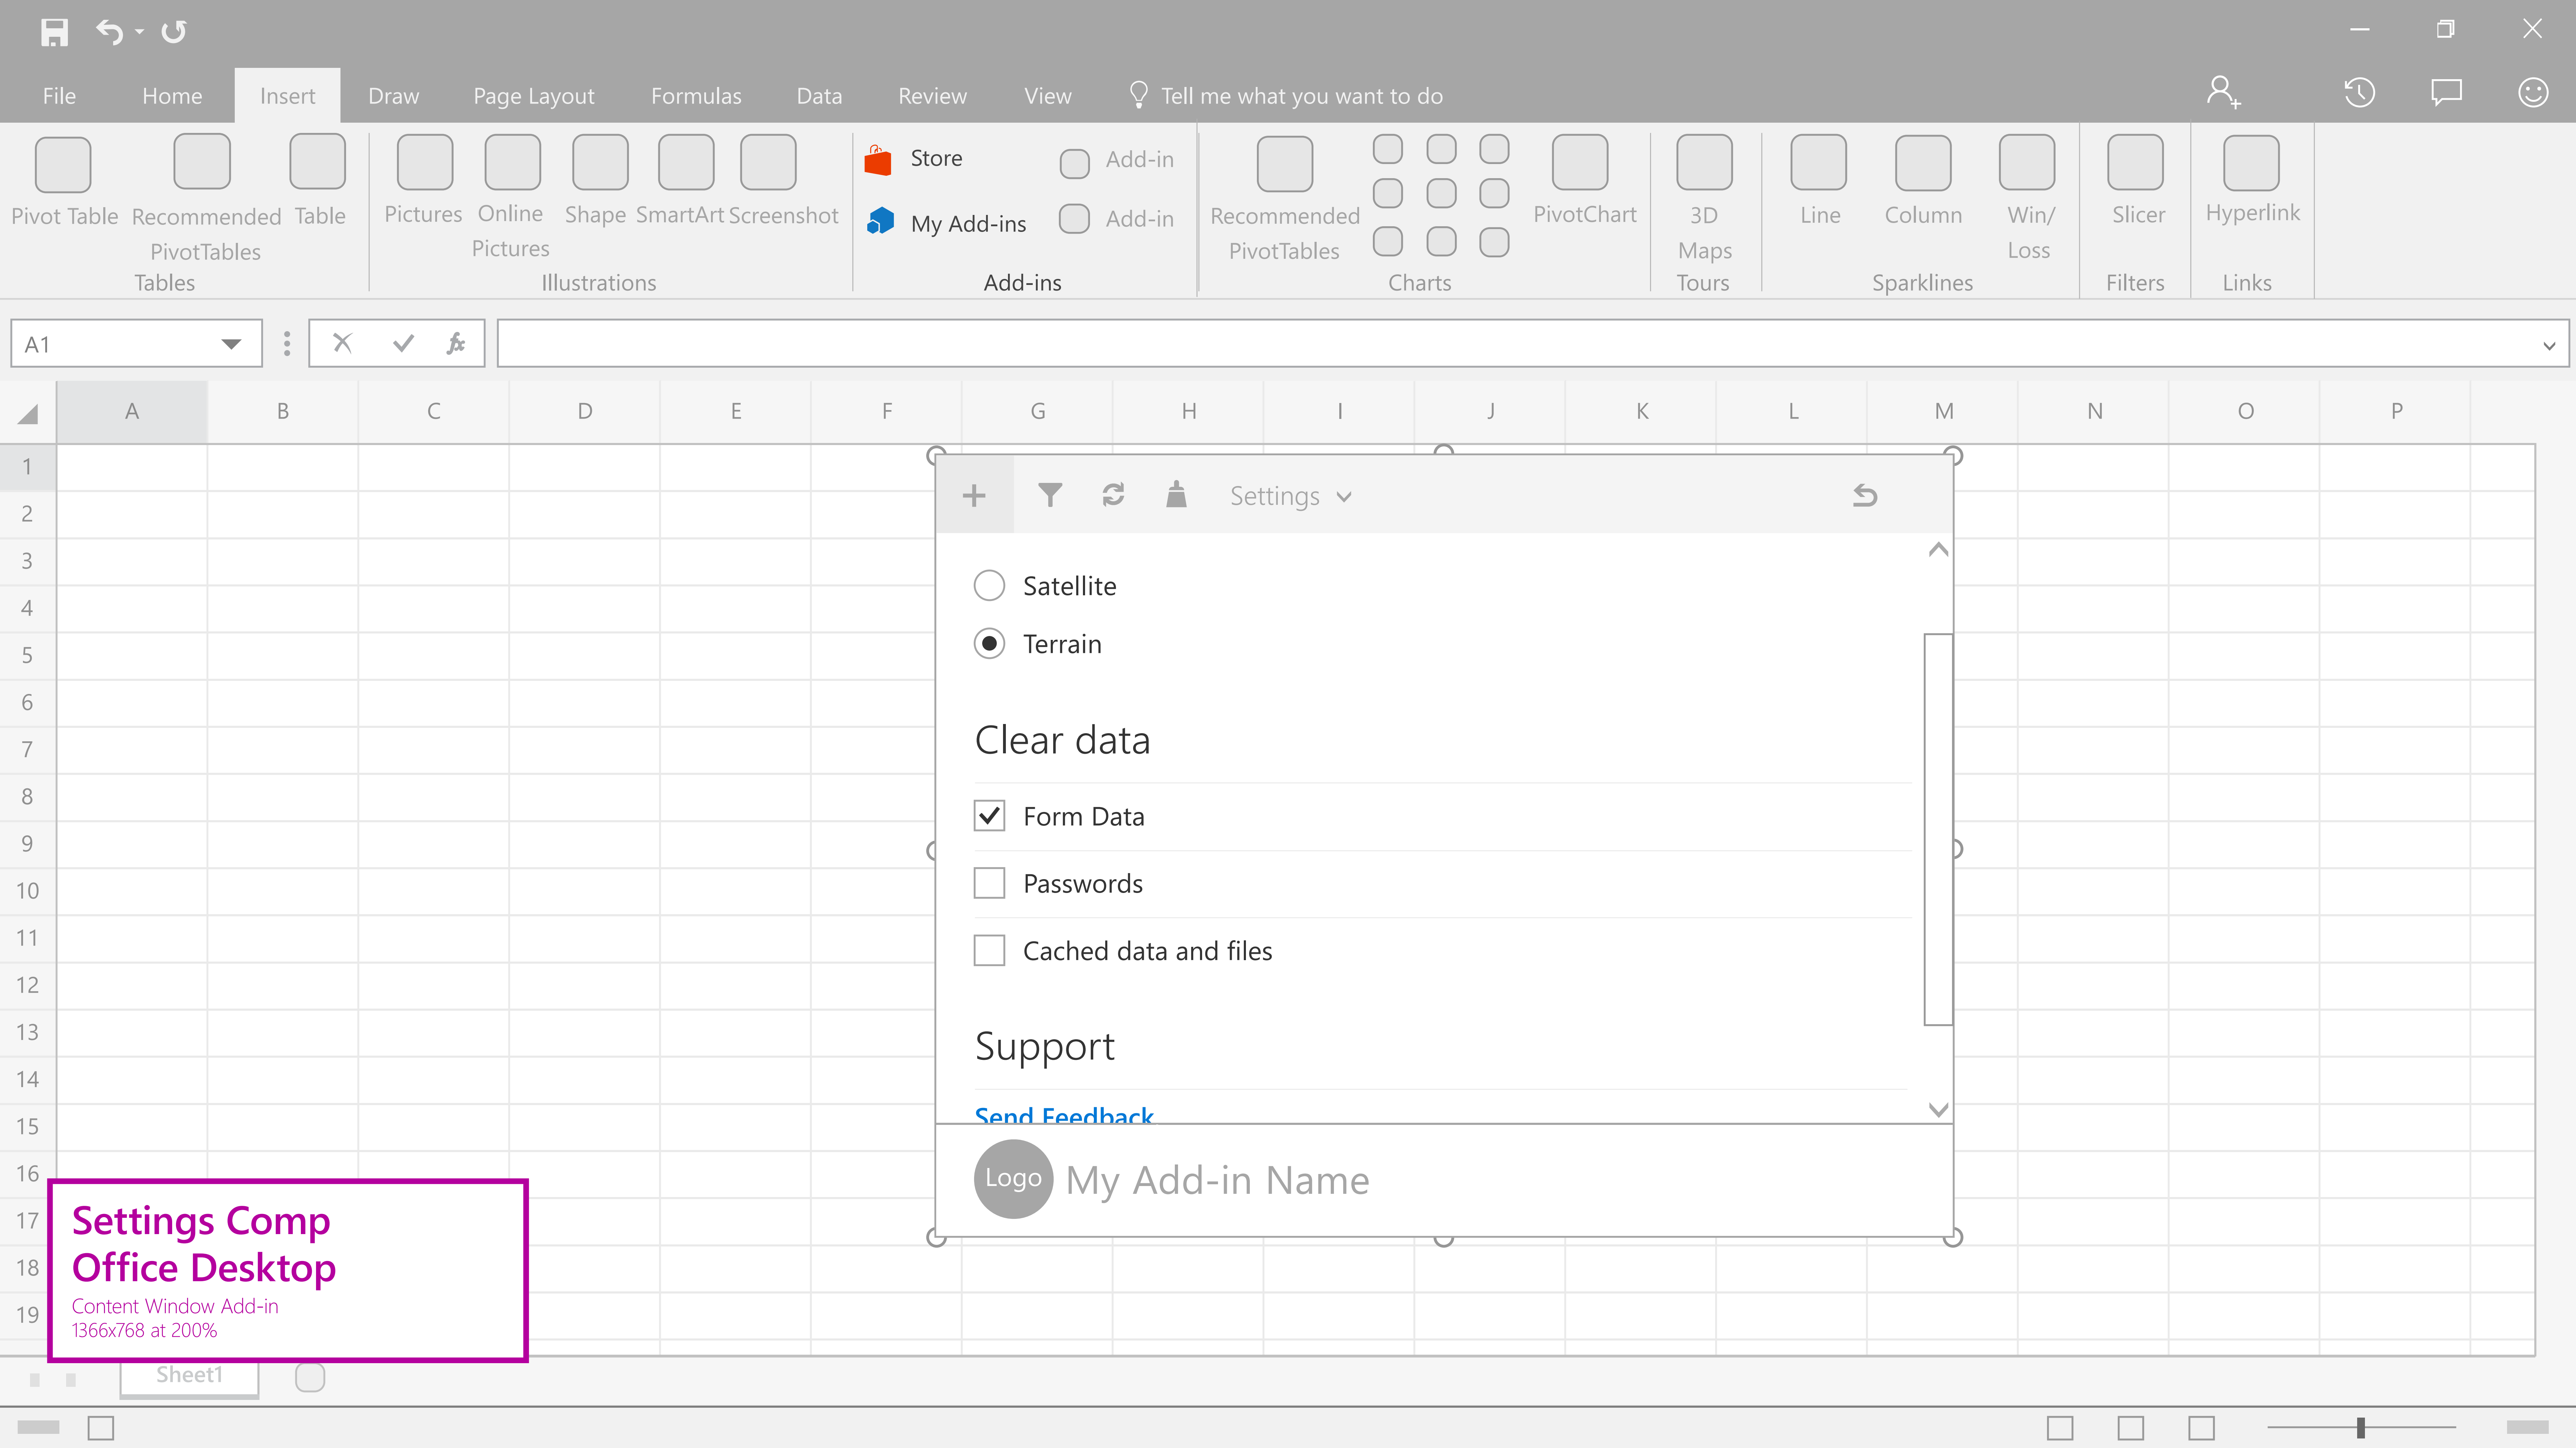 File Home Insert Draw Page Layout Formulas Data Review View Tell me what you want to do
Pivot Table
Recommended
PivotTables
Table
Tables
Pictures
Online
Pictures
Shape
SmartArt
Screenshot
Illustrations
Store
My Add-ins
Add-in
Add-in
Add-ins
Recommended
PivotTables
PivotChart
Charts
3D
Maps
Tours
Line
Column
Win/
Loss
Sparklines
Slicer
Filters
Hyperlink
Links
A1
fx
A B C D E F G H I J K L M N O P
1
2
3
4
5
6
7
8
9
10
11
12
13
14
15
16
17
18
19
Settings
Satellite
Terrain
Clear data
Form Data
Passwords
Cached data and files
Support
Send Feedback
Logo
My Add-in Name
Settings Comp
Office Desktop
Content Window Add-in
1366x768 at 200%
Sheet1